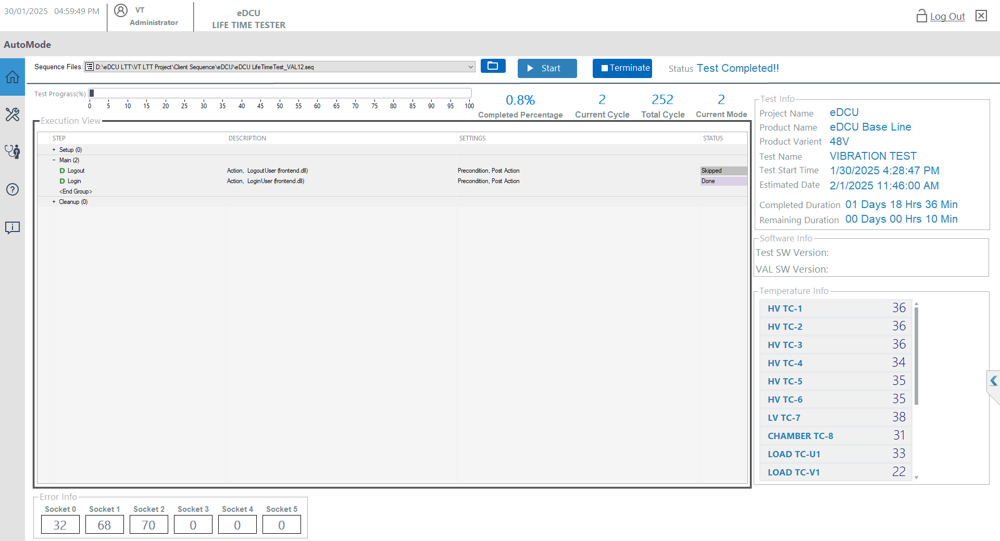 30/01/2025 04:59:49 PM
VT
Administrator
eDCU
LIFE TIME TESTER
Log Out
AutoMode
Sequence Files: D:\eDCU LTT\VT LTT Project\Client Sequence\eDCU\eDCU LifeTimeTest_VAL12.seq
Start
Terminate
Status Test Completed!!
Test Prograss(%)
0 5 10 15 20 25 30 35 40 45 50 55 60 65 70 75 80 85 90 95 100
0.8% 2 252 2
Completed Percentage Current Cycle Total Cycle Current Mode
Execution View
STEP DESCRIPTION SETTINGS STATUS
+ Setup (0)
- Main (2)
D Logout Action, LogoutUser (frontend.dll) Precondition, Post Action Skipped
D Login Action, LoginUser (frontend.dll) Precondition, Post Action Done
<End Group>
+ Cleanup (0)
Test Info
Project Name eDCU
Product Name eDCU Base Line
Product Varient 48V
Test Name VIBRATION TEST
Test Start Time 1/30/2025 4:28:47 PM
Estimated Date 2/1/2025 11:46:00 AM
Completed Duration 01 Days 18 Hrs 36 Min
Remaining Duration 00 Days 00 Hrs 10 Min
Software Info
Test SW Version:
VAL SW Version:
Temperature Info
HV TC-1 36
HV TC-2 36
HV TC-3 36
HV TC-4 34
HV TC-5 35
HV TC-6 35
LV TC-7 38
CHAMBER TC-8 31
LOAD TC-U1 33
LOAD TC-V1 22
Error Info
Socket 0 Socket 1 Socket 2 Socket 3 Socket 4 Socket 5
32 68 70 0 0 0